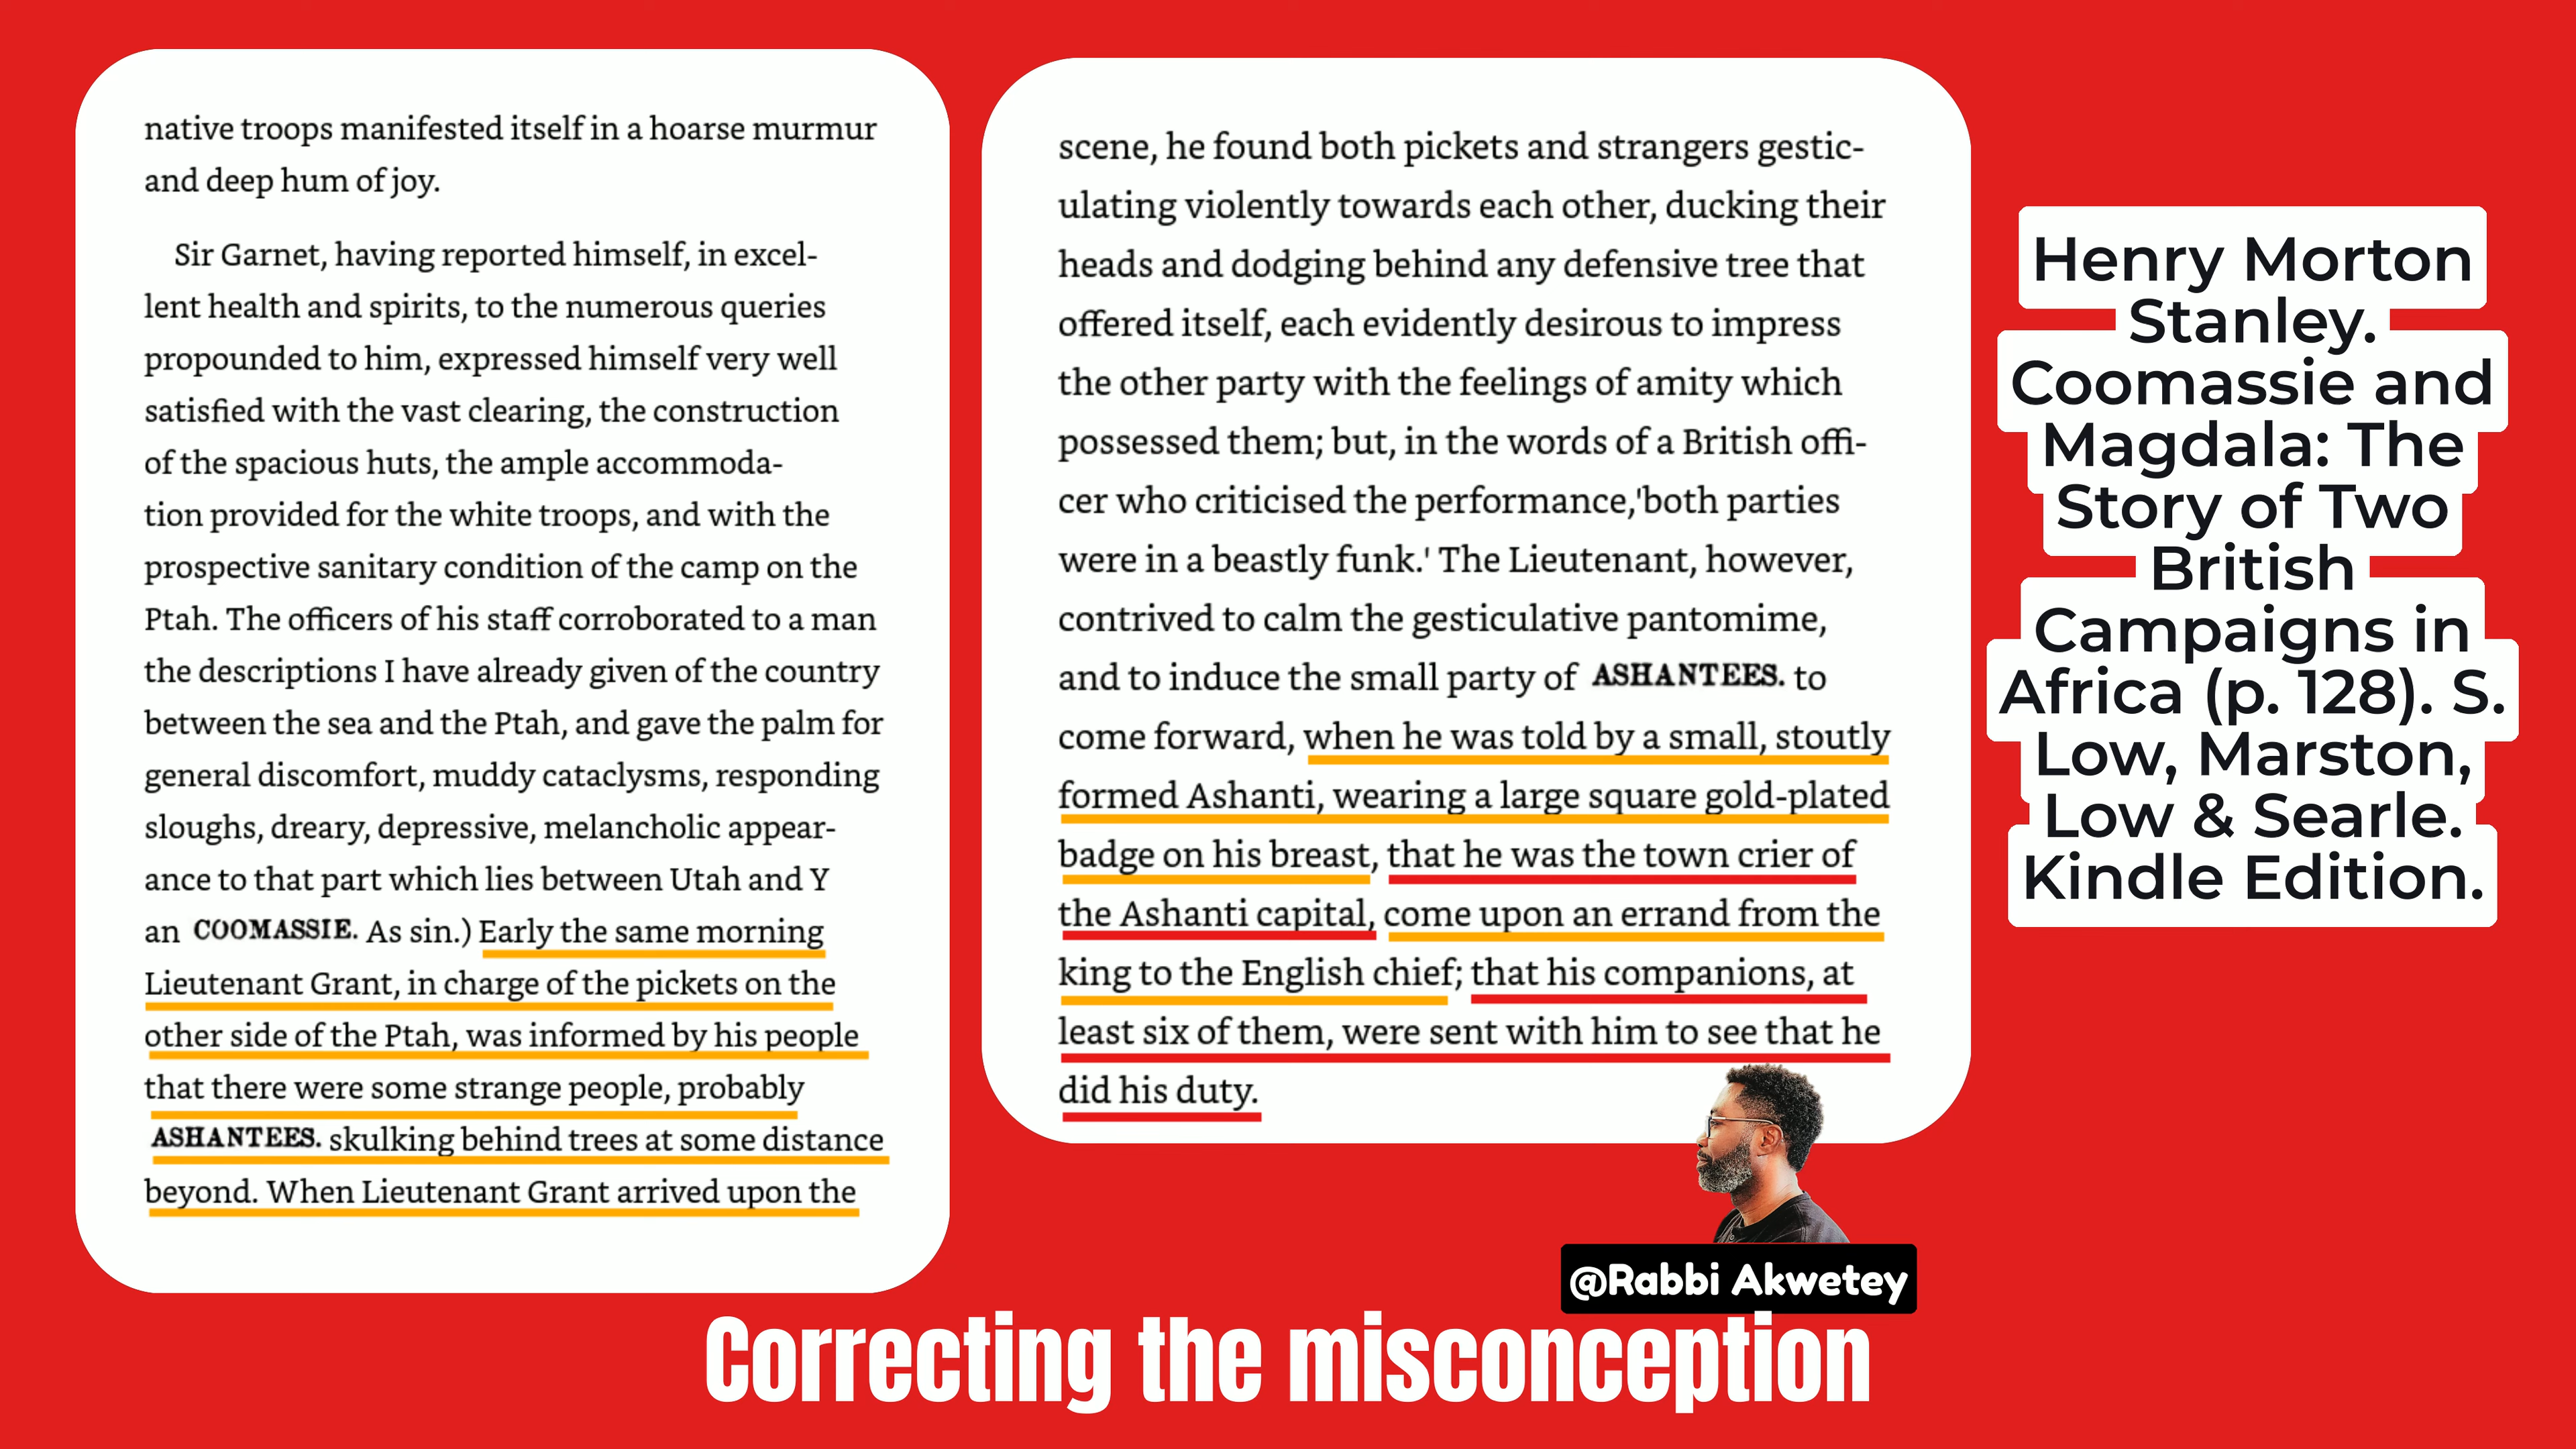 native troops manifested itself in a hoarse murmur
and deep hum of joy.
Sir Garnet, having reported himself, in excel-
lent health and spirits, to the numerous queries
propounded to him, expressed himself very well
satisfied with the vast clearing, the construction
of the spacious huts, the ample accommoda-
tion provided for the white troops, and with the
prospective sanitary condition of the camp on the
Ptah. The officers of his staff corroborated to a man
the descriptions I have already given of the country
between the sea and the Ptah, and gave the palm for
general discomfort, muddy cataclysms, responding
sloughs, dreary, depressive, melancholic appear-
ance to that part which lies between Utah and Y
an COOMASSIE. As sin.) Early the same morning
Lieutenant Grant, in charge of the pickets on the
other side of the Ptah, was informed by his people
that there were some strange people, probably
ASHANTEES. skulking behind trees at some distance
beyond. When Lieutenant Grant arrived upon the
scene, he found both pickets and strangers gestic-
ulating violently towards each other, ducking their
heads and dodging behind any defensive tree that
offered itself, each evidently desirous to impress
the other party with the feelings of amity which
possessed them; but, in the words of a British offi-
cer who criticised the performance,'both parties
were in a beastly funk.' The Lieutenant, however,
contrived to calm the gesticulative pantomime,
and to induce the small party of ASHANTEES. to
come forward, when he was told by a small, stoutly
formed Ashanti, wearing a large square gold-plated
badge on his breast, that he was the town crier of
the Ashanti capital, come upon an errand from the
king to the English chief; that his companions, at
least six of them, were sent with him to see that he
did his duty.
Henry Morton
Stanley.
Coomassie and
Magdala: The
Story of Two
British
Campaigns in
Africa (p. 128). S.
Low, Marston,
Low & Searle.
Kindle Edition.
@Rabbi Akwetey
Correcting the misconception